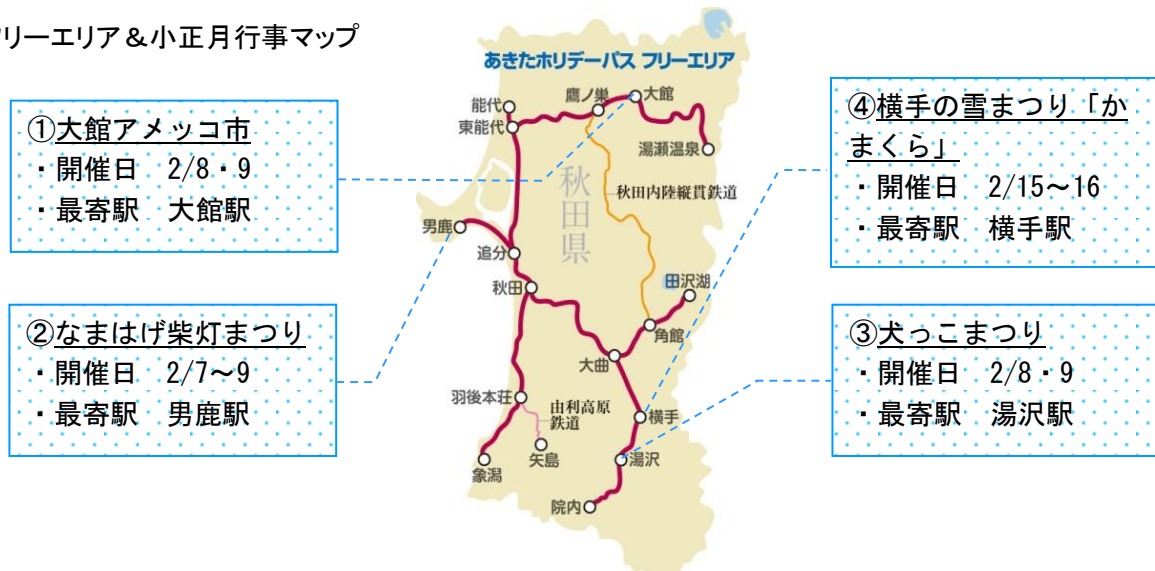 リーエリア＆小正月行事マップ
あきたホリデーパス フリーエリア
①大館アメッコ市
・開催日　2/8・9
・最寄駅　大館駅
②なまはげ柴灯まつり
・開催日　2/7～9
・最寄駅　男鹿駅
④横手の雪まつり「か
まくら」
・開催日　2/15～16
・最寄駅　横手駅
③犬っこまつり
・開催日　2/8・9
・最寄駅　湯沢駅
能代
東能代
鷹ノ巣
大館
湯瀬温泉
秋田内陸縦貫鉄道
秋田県
男鹿
追分
秋田
田沢湖
角館
大曲
羽後本荘
由利高原
鉄道
矢島
象潟
横手
湯沢
院内